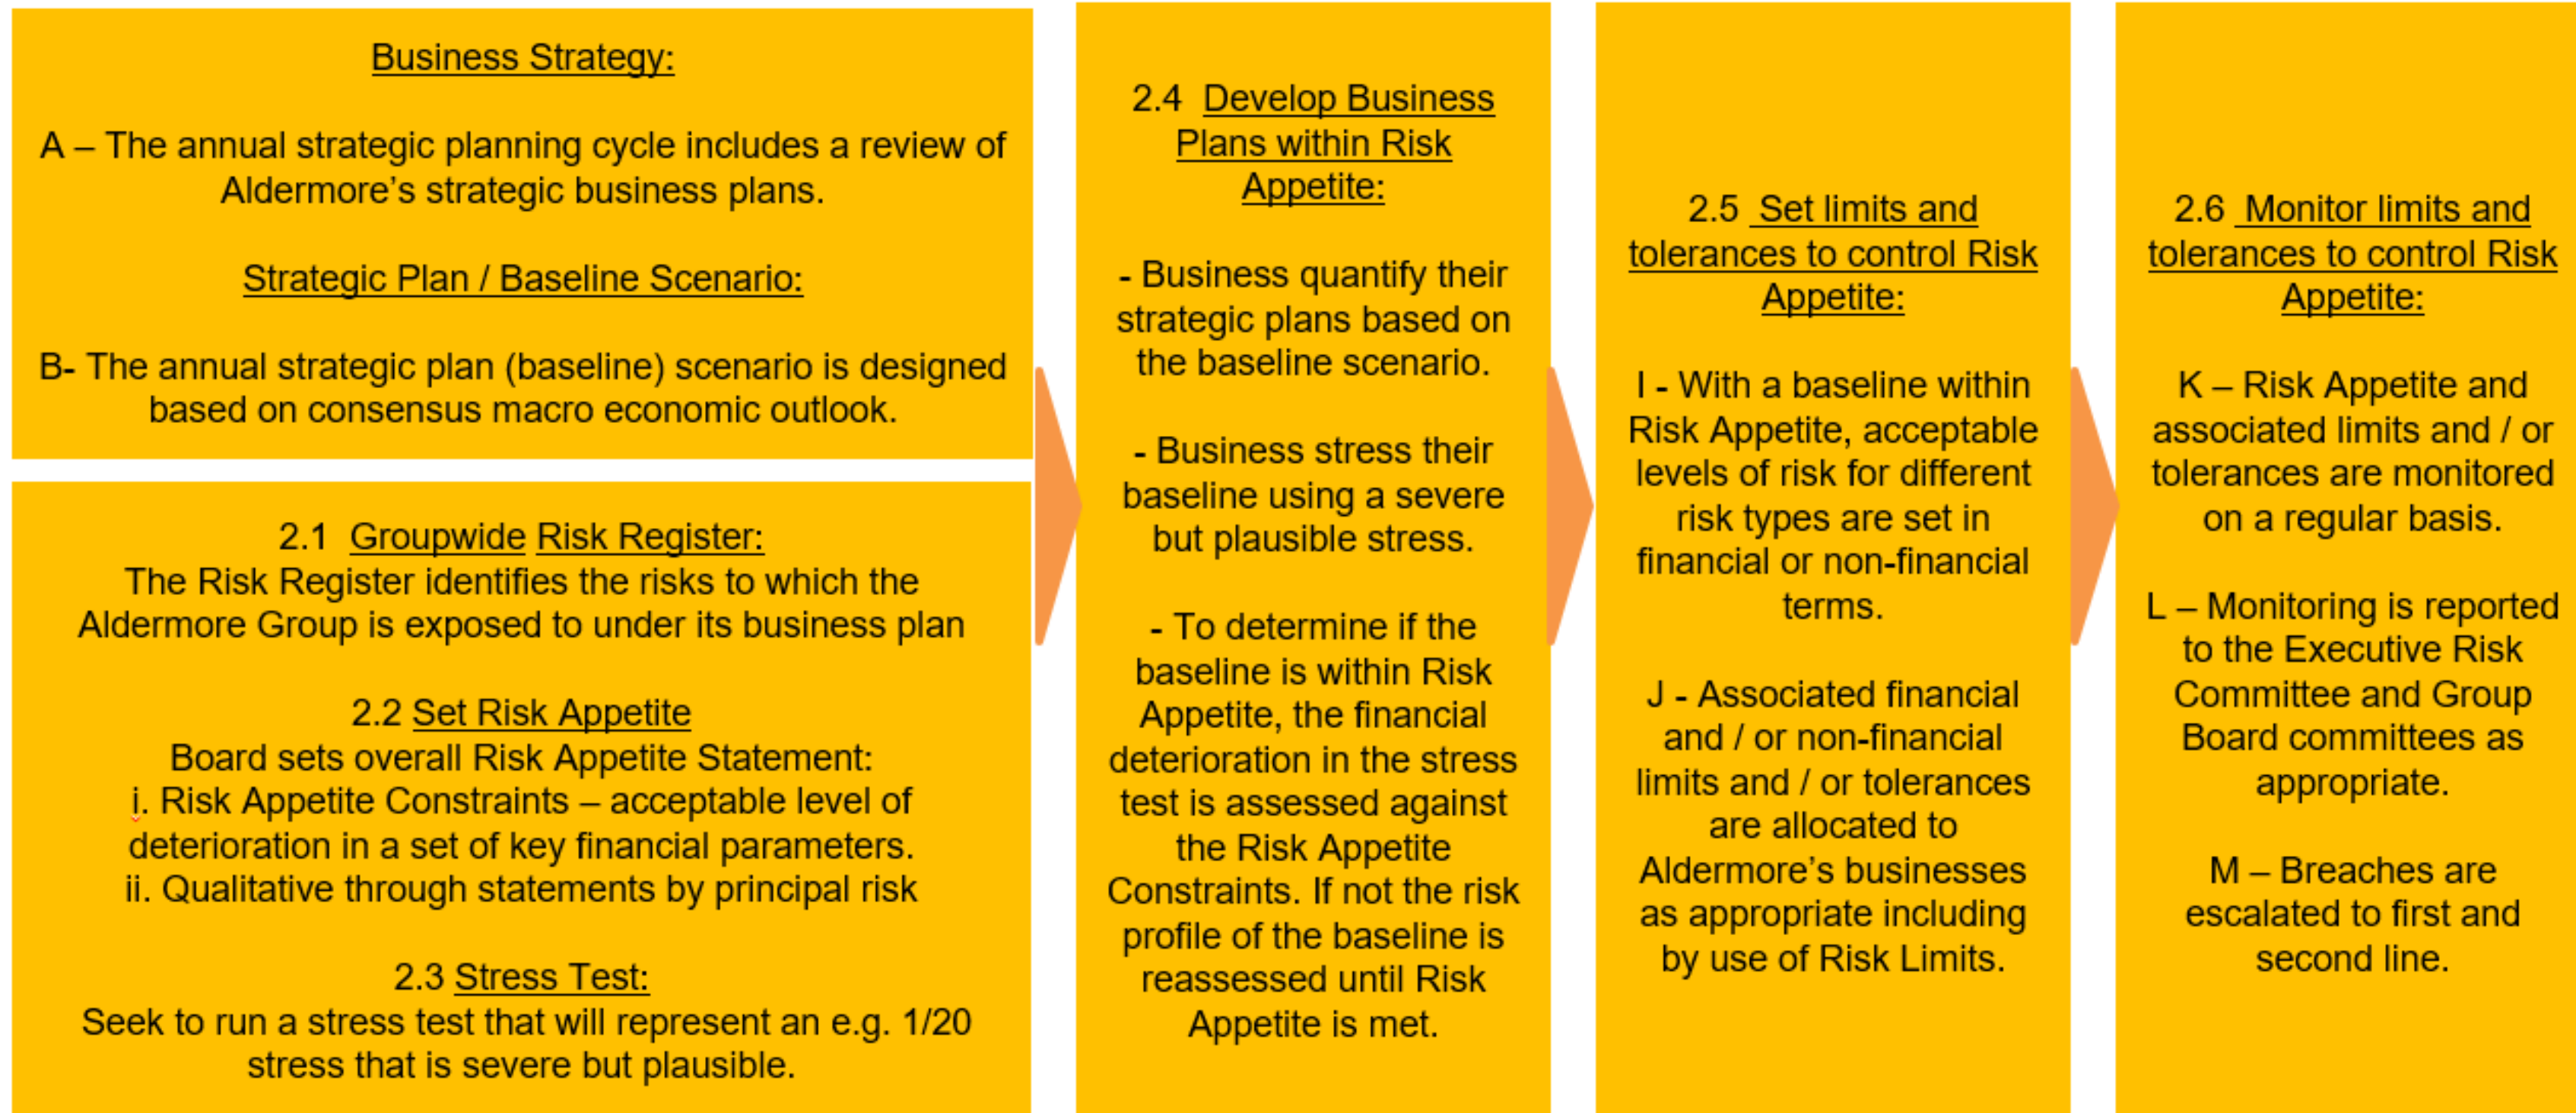 Business Strategy:
A – The annual strategic planning cycle includes a review of
Aldermore’s strategic business plans.
Strategic Plan / Baseline Scenario:
B- The annual strategic plan (baseline) scenario is designed
based on consensus macro economic outlook.
2.1 Groupwide Risk Register:
The Risk Register identifies the risks to which the
Aldermore Group is exposed to under its business plan
2.2 Set Risk Appetite
Board sets overall Risk Appetite Statement:
i. Risk Appetite Constraints – acceptable level of
deterioration in a set of key financial parameters.
ii. Qualitative through statements by principal risk
2.3 Stress Test:
Seek to run a stress test that will represent an e.g. 1/20
stress that is severe but plausible.
2.4 Develop Business
Plans within Risk
Appetite:
- Business quantify their
strategic plans based on
the baseline scenario.
- Business stress their
baseline using a severe
but plausible stress.
- To determine if the
baseline is within Risk
Appetite, the financial
deterioration in the stress
test is assessed against
the Risk Appetite
Constraints. If not the risk
profile of the baseline is
reassessed until Risk
Appetite is met.
2.5 Set limits and
tolerances to control Risk
Appetite:
I - With a baseline within
Risk Appetite, acceptable
levels of risk for different
risk types are set in
financial or non-financial
terms.
J - Associated financial
and / or non-financial
limits and / or tolerances
are allocated to
Aldermore’s businesses
as appropriate including
by use of Risk Limits.
2.6 Monitor limits and
tolerances to control Risk
Appetite:
K – Risk Appetite and
associated limits and / or
tolerances are monitored
on a regular basis.
L – Monitoring is reported
to the Executive Risk
Committee and Group
Board committees as
appropriate.
M – Breaches are
escalated to first and
second line.